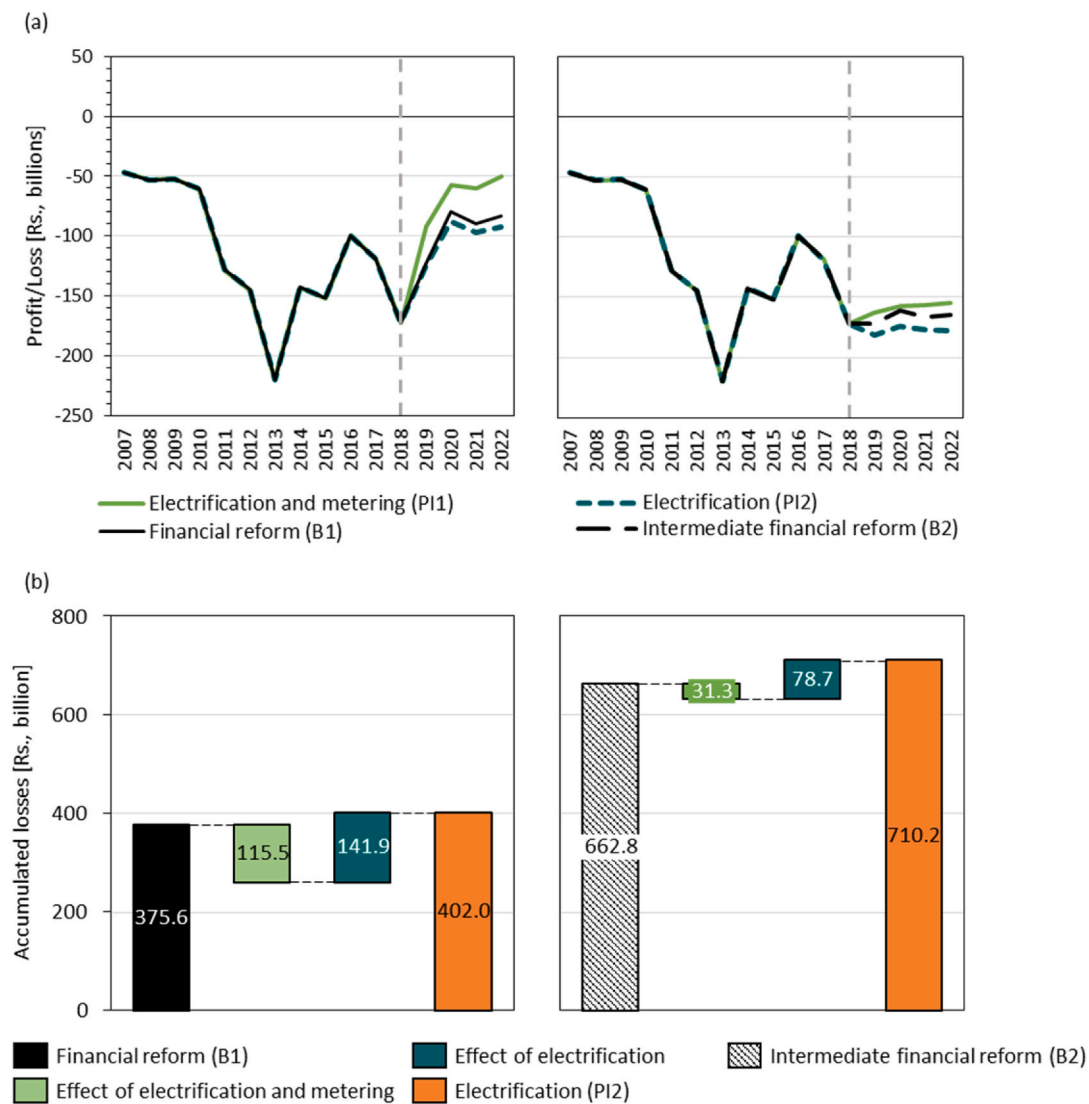 (a)
Profit/Loss [Rs., billions]
50
0
-50
-100
-150
-200
-250
2007 2008 2009 2010 2011 2012 2013 2014 2015 2016 2017 2018 2019 2020 2021 2022
2007 2008 2009 2010 2011 2012 2013 2014 2015 2016 2017 2018 2019 2020 2021 2022
Electrification and metering (PI1)
Electrification (PI2)
Financial reform (B1)
Intermediate financial reform (B2)
(b)
Accumulated losses [Rs., billion]
800
600
400
200
0
375.6
115.5
141.9
402.0
662.8
31.3
78.7
710.2
Financial reform (B1)
Effect of electrification
Intermediate financial reform (B2)
Effect of electrification and metering
Electrification (PI2)